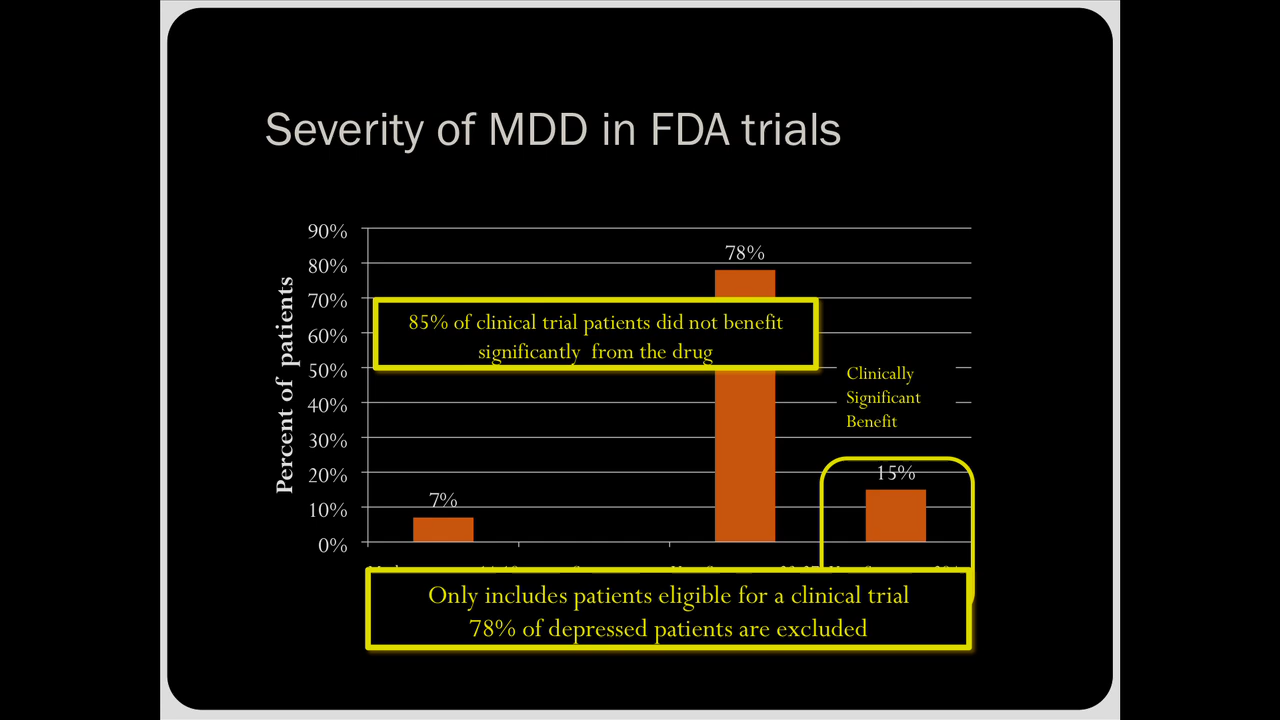 Severity of MDD in FDA trials
Percent of patients
90%
80%
70%
60%
50%
40%
30%
20%
10%
0%
7%
78%
15%
85% of clinical trial patients did not benefit
significantly from the drug
Clinically
Significant
Benefit
Only includes patients eligible for a clinical trial
78% of depressed patients are excluded